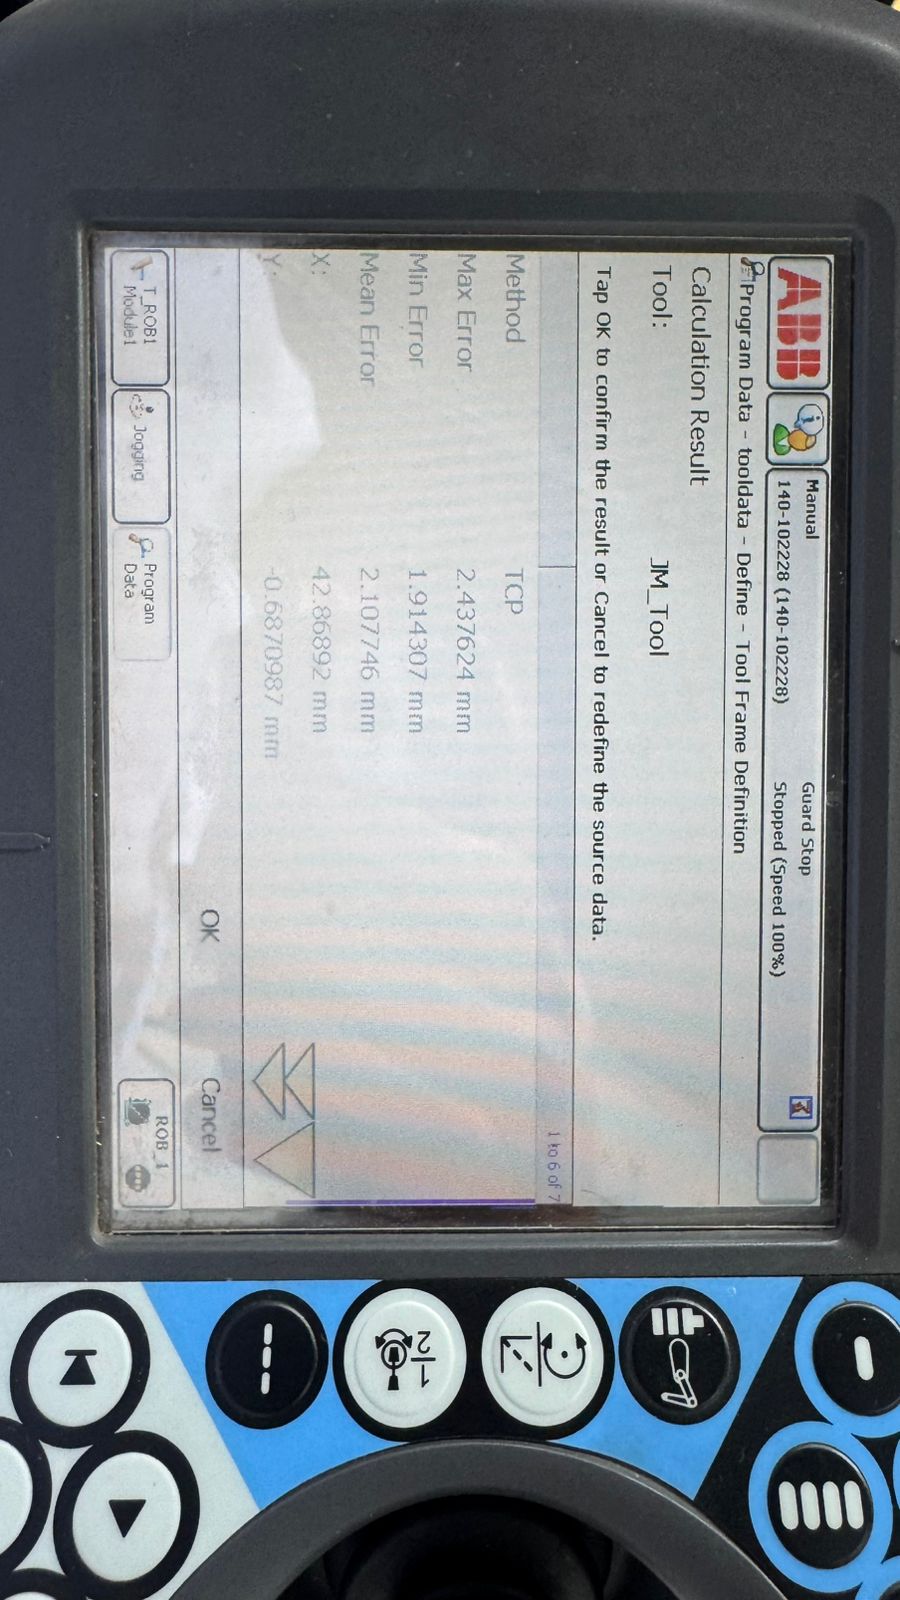 ABB
Manual
140-102228 (140-102228)
Guard Stop
Stopped (Speed 100%)
Program Data - tooldata - Define - Tool Frame Definition
Calculation Result
Tool: JM_Tool
Tap OK to confirm the result or Cancel to redefine the source data.
1 to 6 of 7
Method TCP
Max Error 2.437624 mm
Min Error 1.914307 mm
Mean Error 2.107746 mm
X: 42.86892 mm
Y: -0.6870987 mm
OK Cancel
T_ROB1
Module1
Jogging
Program
Data
ROB_1
1
2